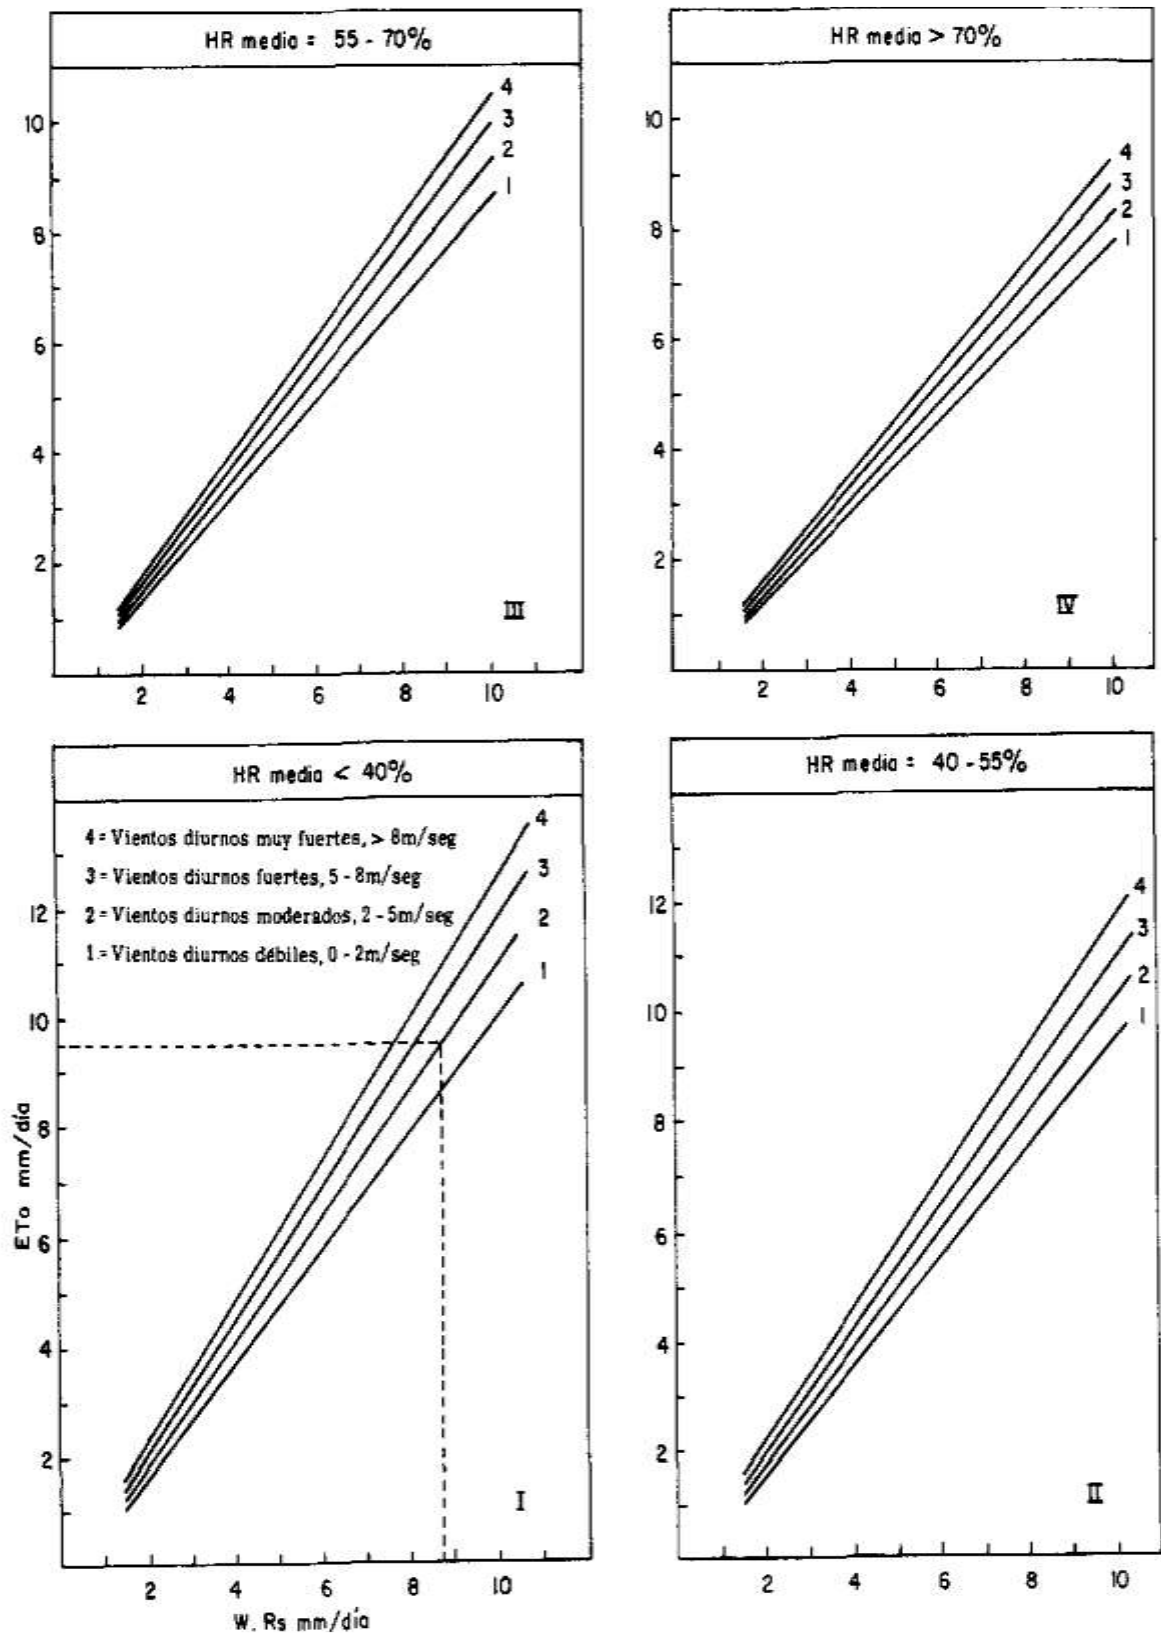 HR media = 55 - 70%
10
8
6
4
2
4
3
2
1
III
2 4 6 8 10
HR media > 70%
10
8
6
4
2
4
3
2
1
IV
2 4 6 8 10
HR media < 40%
4 = Vientos diurnos muy fuertes, > 8m/seg
3 = Vientos diurnos fuertes, 5 - 8m/seg
2 = Vientos diurnos moderados, 2 - 5m/seg
1 = Vientos diurnos débiles, 0 - 2m/seg
12
10
8
6
4
2
ETo mm/día
4
3
2
1
I
2 4 6 8 10
W. Rs mm/día
HR media = 40 - 55%
12
10
8
6
4
2
4
3
2
1
II
2 4 6 8 10